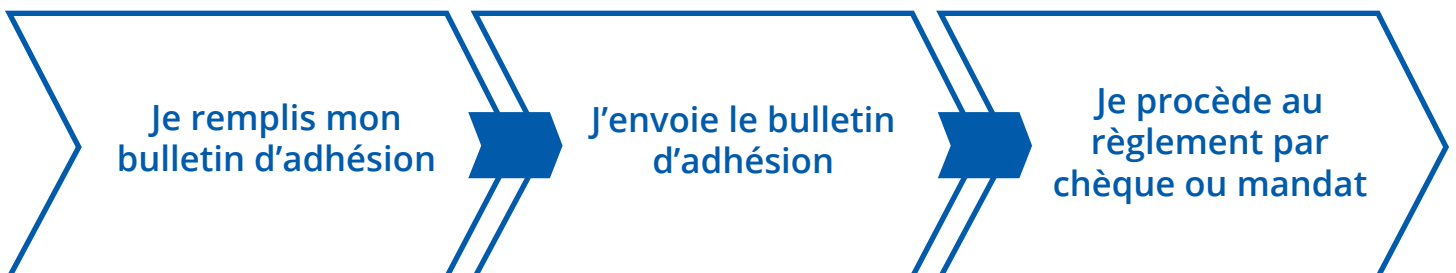 Je remplis mon
bulletin d’adhésion
J’envoie le bulletin
d’adhésion
Je procède au
règlement par
chèque ou mandat